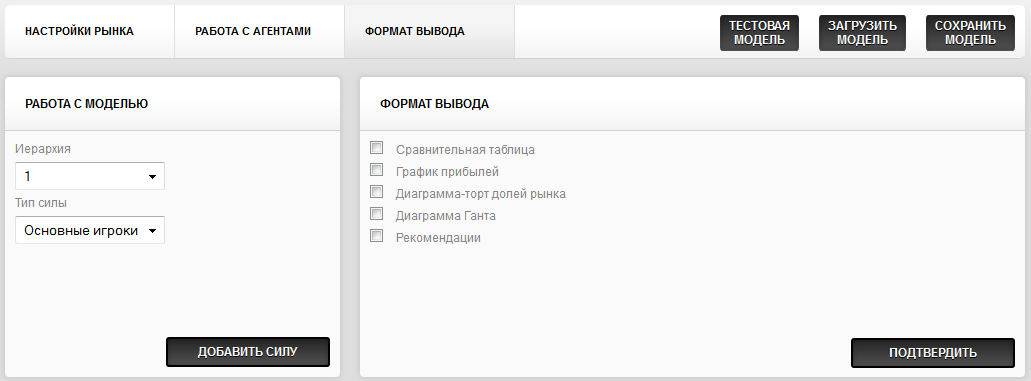 НАСТРОЙКИ РЫНКА
РАБОТА С АГЕНТАМИ
ФОРМАТ ВЫВОДА
ТЕСТОВАЯ
МОДЕЛЬ
ЗАГРУЗИТЬ
МОДЕЛЬ
СОХРАНИТЬ
МОДЕЛЬ
РАБОТА С МОДЕЛЬЮ
Иерархия
1
Тип силы
Основные игроки
ДОБАВИТЬ СИЛУ
ФОРМАТ ВЫВОДА
Сравнительная таблица
График прибылей
Диаграмма-торт долей рынка
Диаграмма Ганта
Рекомендации
ПОДТВЕРДИТЬ